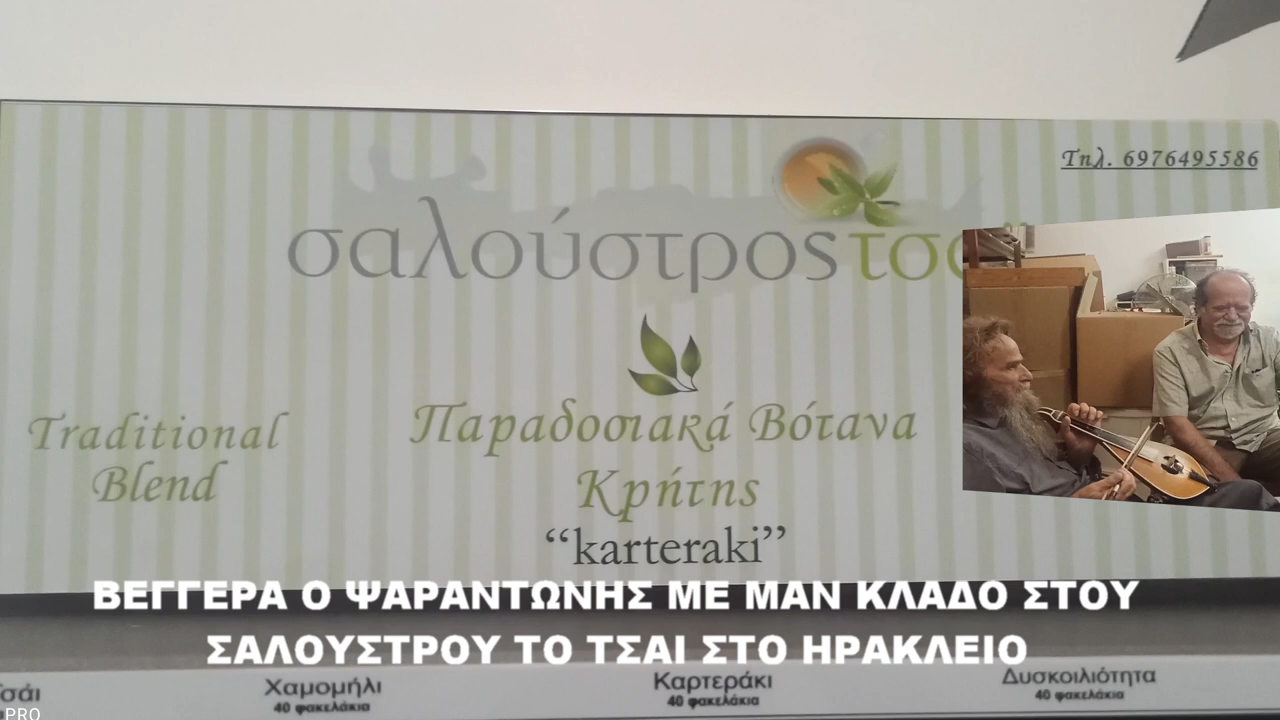 Τηλ. 6976495586
σαλούστρος τσα
Traditional
Blend
Παραδοσιακά Βότανα
Κρήτης
“karteraki”
ΒΕΓΓΕΡΑ Ο ΨΑΡΑΝΤΩΝΗΣ ΜΕ ΜΑΝ ΚΛΑΔΟ ΣΤΟΥ
ΣΑΛΟΥΣΤΡΟΥ ΤΟ ΤΣΑΙ ΣΤΟ ΗΡΑΚΛΕΙΟ
Χαμομήλι
40 φακελάκια
Καρτεράκι
40 φακελάκια
Δυσκοιλιότητα
40 φακελάκια
PRO